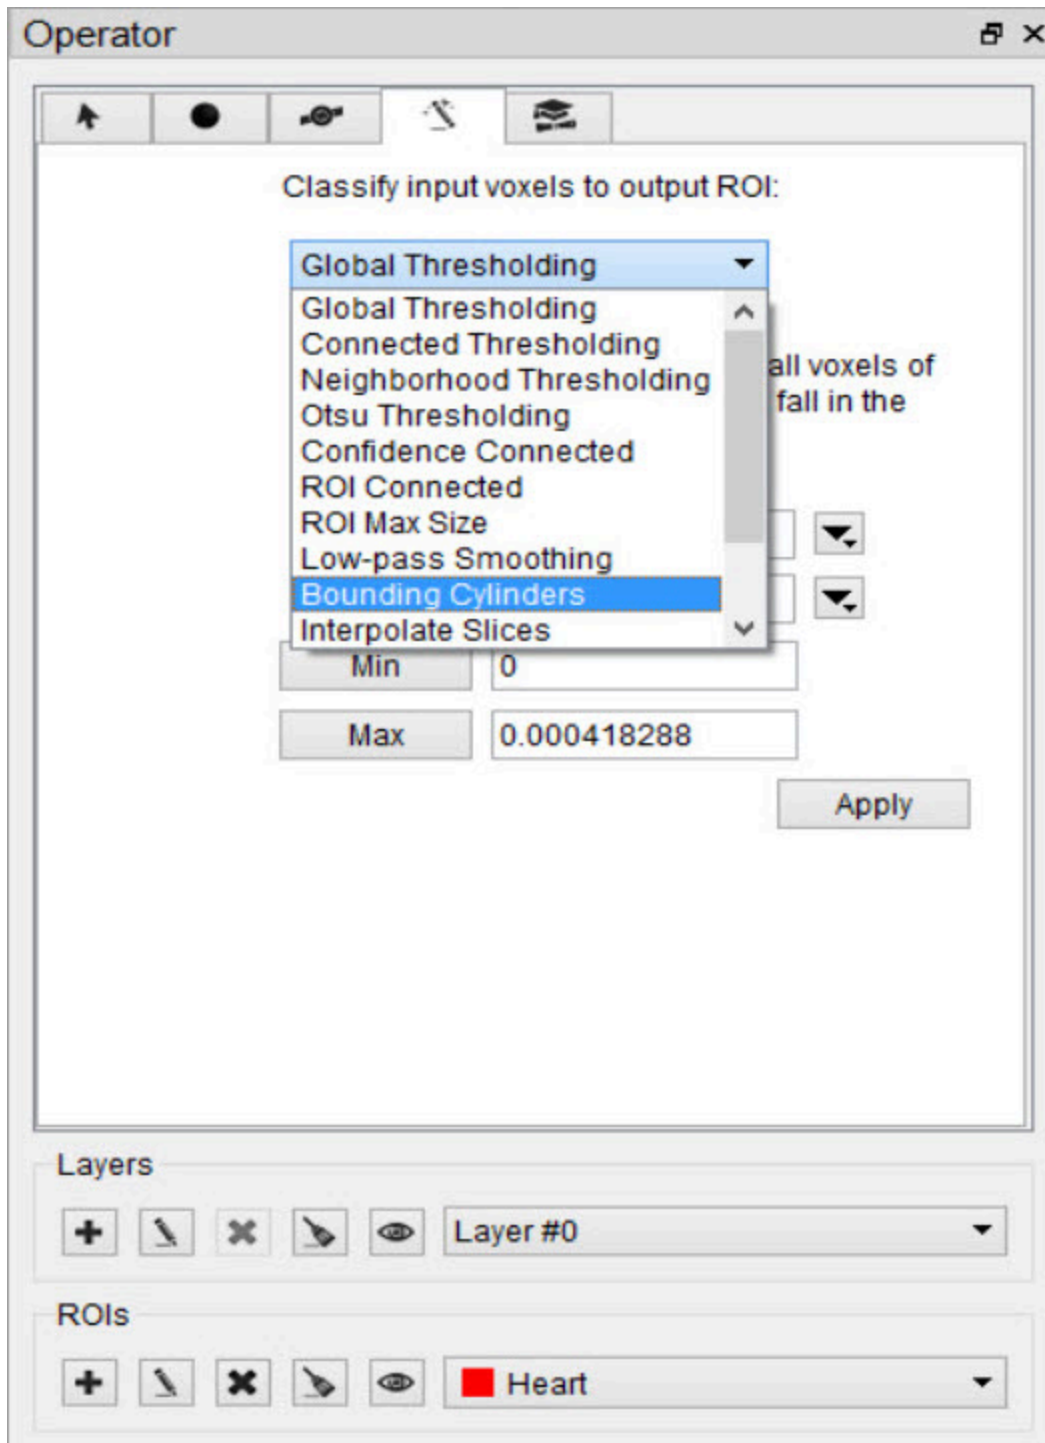 Operator
Classify input voxels to output ROI:
Global Thresholding
Global Thresholding
Connected Thresholding
all voxels of
Neighborhood Thresholding
fall in the
Otsu Thresholding
Confidence Connected
ROI Connected
ROI Max Size
Low-pass Smoothing
Bounding Cylinders
Interpolate Slices
Min
0
Max
0.000418288
Apply
Layers
Layer #0
ROIs
Heart